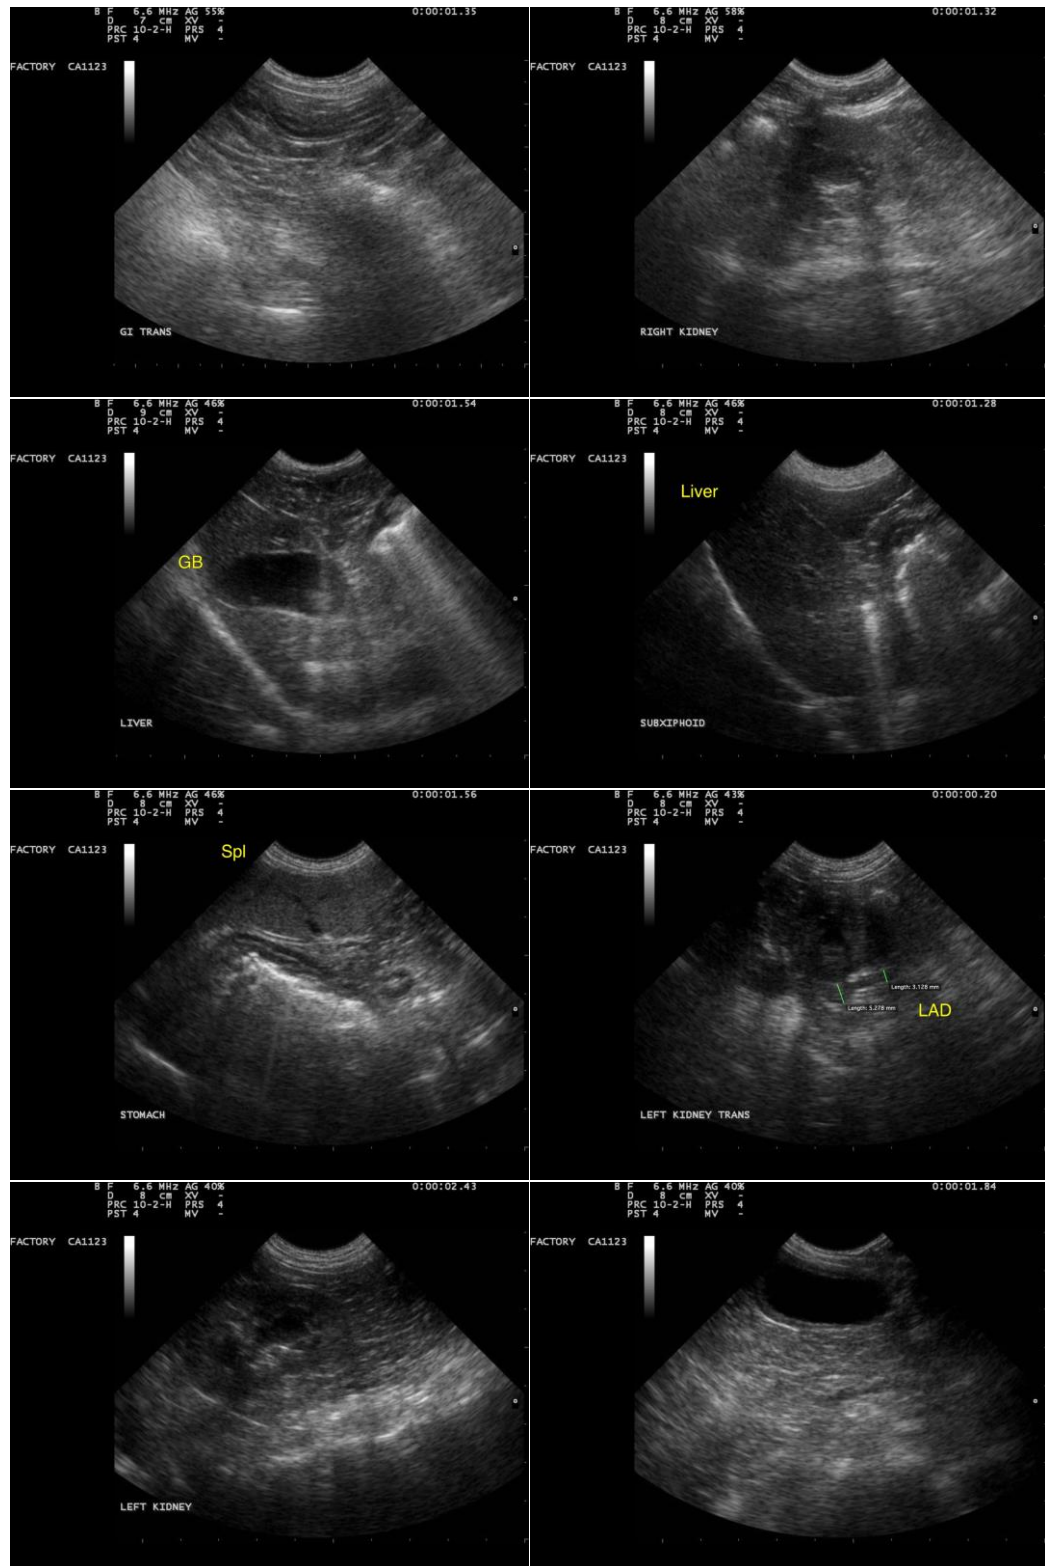 B F 6.6 MHz AG 55%
D 7 cm XV -
PRC 10-2-H PRS 4
PST 4 MV -
0:00:01.35
FACTORY CA1123
GI TRANS
B F 6.6 MHz AG 58%
D 8 cm XV -
PRC 10-2-H PRS 4
PST 4 MV -
0:00:01.32
FACTORY CA1123
RIGHT KIDNEY
B F 6.6 MHz AG 46%
D 9 cm XV -
PRC 10-2-H PRS 4
PST 4 MV -
0:00:01.54
FACTORY CA1123
GB
LIVER
B F 6.6 MHz AG 46%
D 8 cm XV -
PRC 10-2-H PRS 4
PST 4 MV -
0:00:01.28
FACTORY CA1123
Liver
SUBXIPHOID
B F 6.6 MHz AG 46%
D 8 cm XV -
PRC 10-2-H PRS 4
PST 4 MV -
0:00:01.56
Spl
FACTORY CA1123
STOMACH
B F 6.6 MHz AG 43%
D 8 cm XV -
PRC 10-2-H PRS 4
PST 4 MV -
0:00:00.20
FACTORY CA1123
Length: 3.128 mm
Length: 5.278 mm
LAD
LEFT KIDNEY TRANS
B F 6.6 MHz AG 40%
D 8 cm XV -
PRC 10-2-H PRS 4
PST 4 MV -
0:00:02.43
FACTORY CA1123
LEFT KIDNEY
B F 6.6 MHz AG 40%
D 8 cm XV -
PRC 10-2-H PRS 4
PST 4 MV -
0:00:01.84
FACTORY CA1123